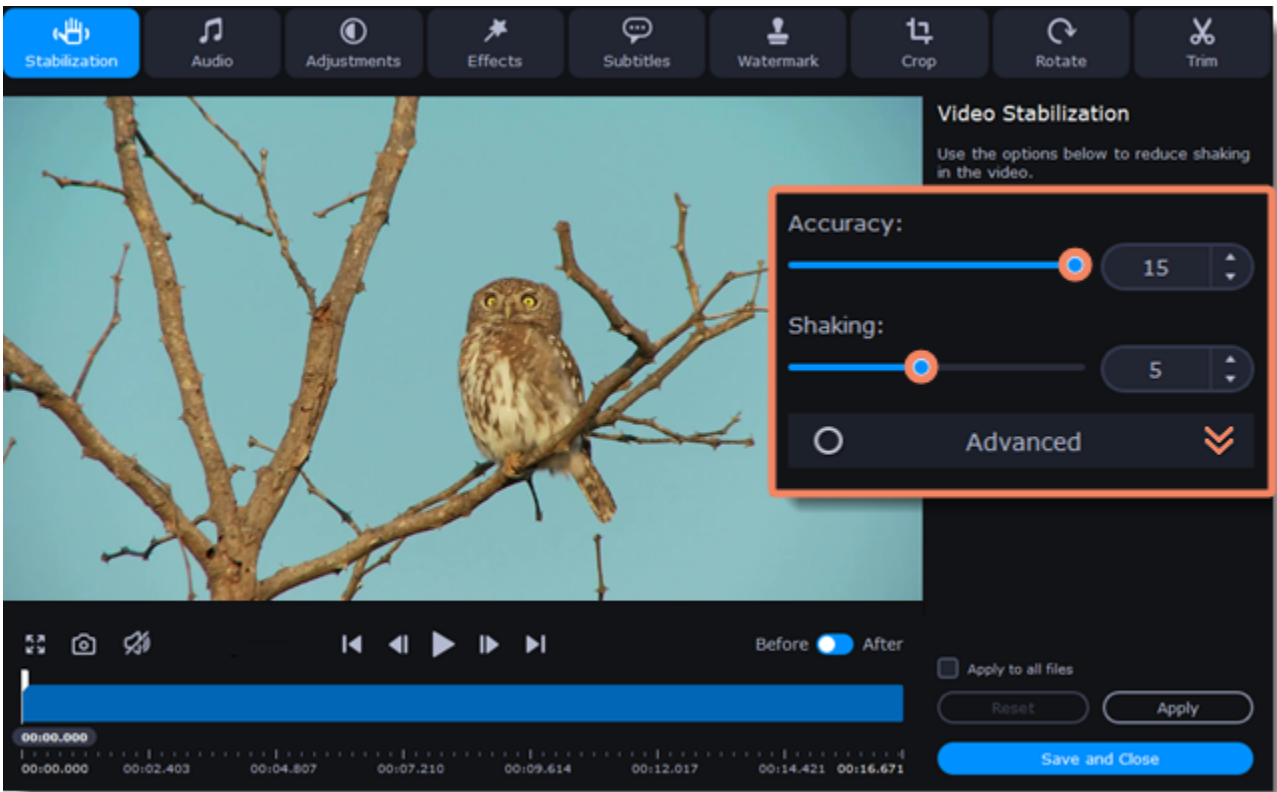 Stabilization
Audio
Adjustments
Effects
Subtitles
Watermark
Crop
Rotate
Trim
Video Stabilization
Use the options below to reduce shaking
in the video.
Accuracy:
15
Shaking:
5
Advanced
Before
After
Apply to all files
Reset
Apply
00:00.000
00:00.000
00:02.403
00:04.807
00:07.210
00:09.614
00:12.017
00:14.421
00:16.671
Save and Close